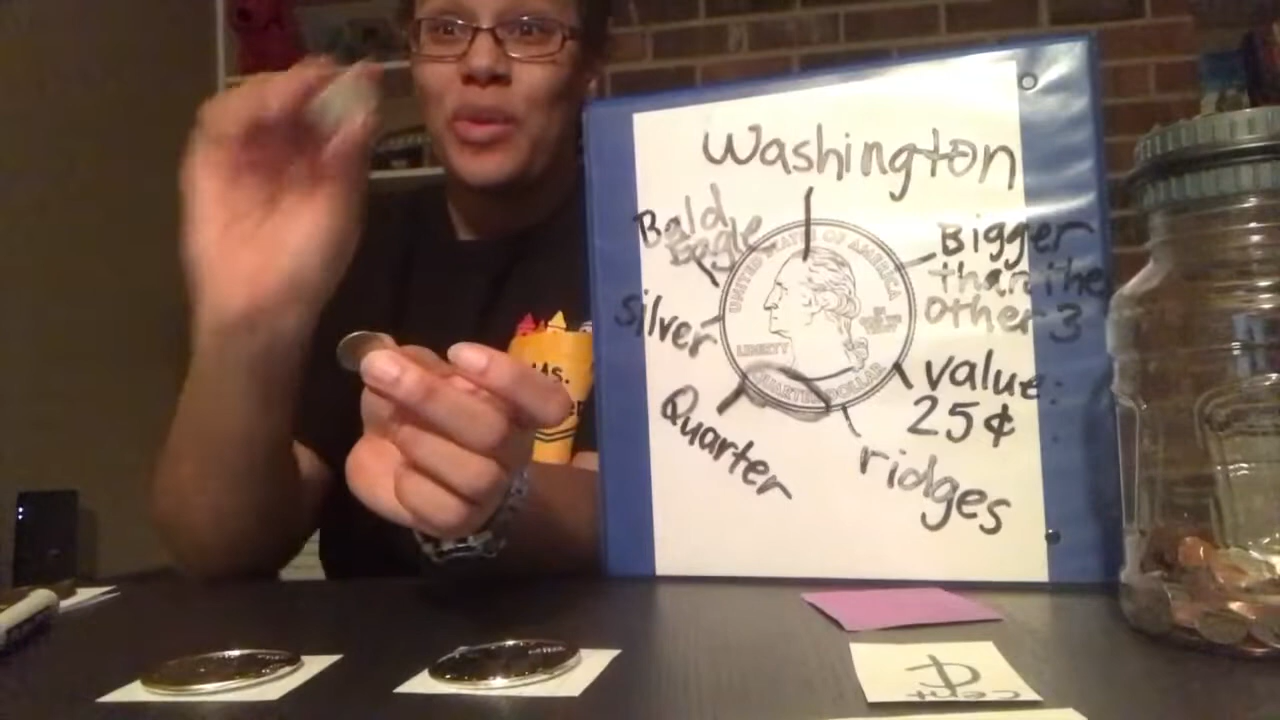 Washington
Bald
Eagle
Bigger
than the
other 3
Silver
UNITED STATES OF AMERICA
LIBERTY
QUARTER DOLLAR
Value:
25¢
Quarter
ridges
Ms.
¢
cent